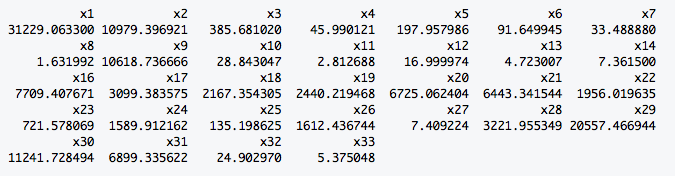 x1 x2 x3 x4 x5 x6 x7
31229.063300 10979.396921 385.681020 45.990121 197.957986 91.649945 33.488880
x8 x9 x10 x11 x12 x13 x14
1.631992 10618.736666 28.843047 2.812688 16.999974 4.723007 7.361500
x16 x17 x18 x19 x20 x21 x22
7709.407671 3099.383575 2167.354305 2440.219468 6725.062404 6443.341544 1956.019635
x23 x24 x25 x26 x27 x28 x29
721.578069 1589.912162 135.198625 1612.436744 7.409224 3221.955349 20557.466944
x30 x31 x32 x33
11241.728494 6899.335622 24.902970 5.375048